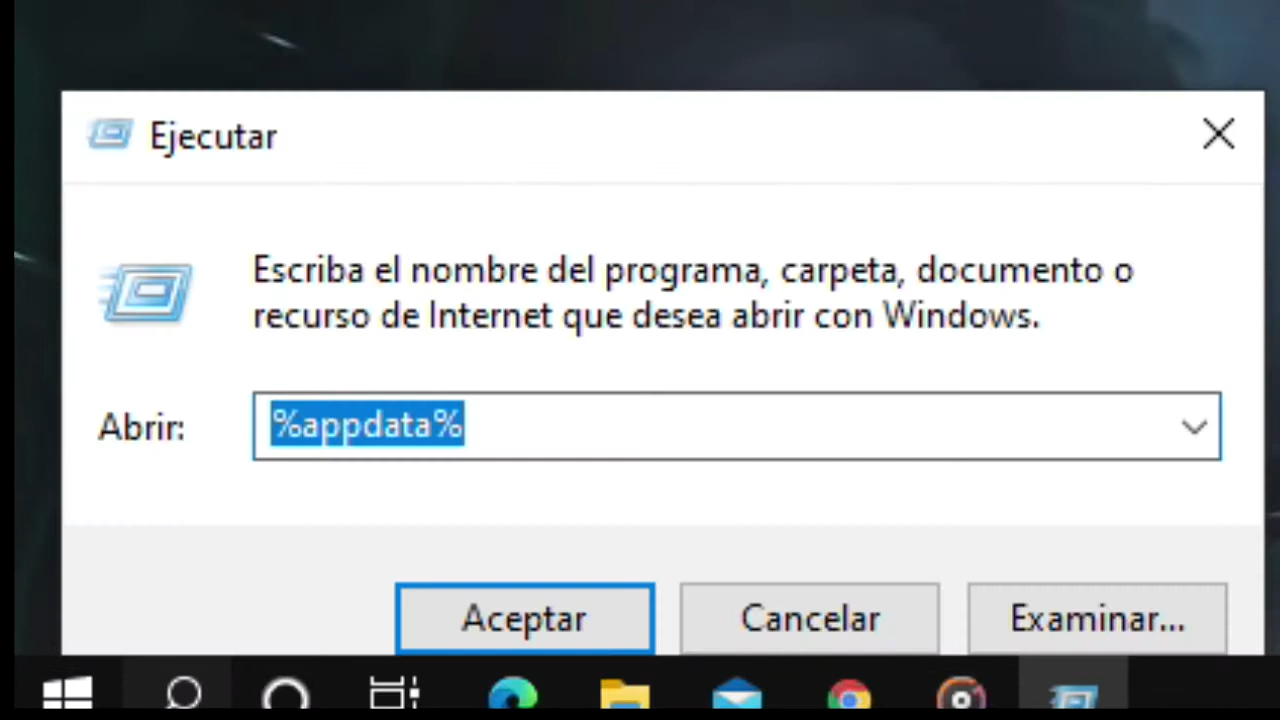 Ejecutar
Escriba el nombre del programa, carpeta, documento o
recurso de Internet que desea abrir con Windows.
Abrir:
%appdata%
Aceptar
Cancelar
Examinar...